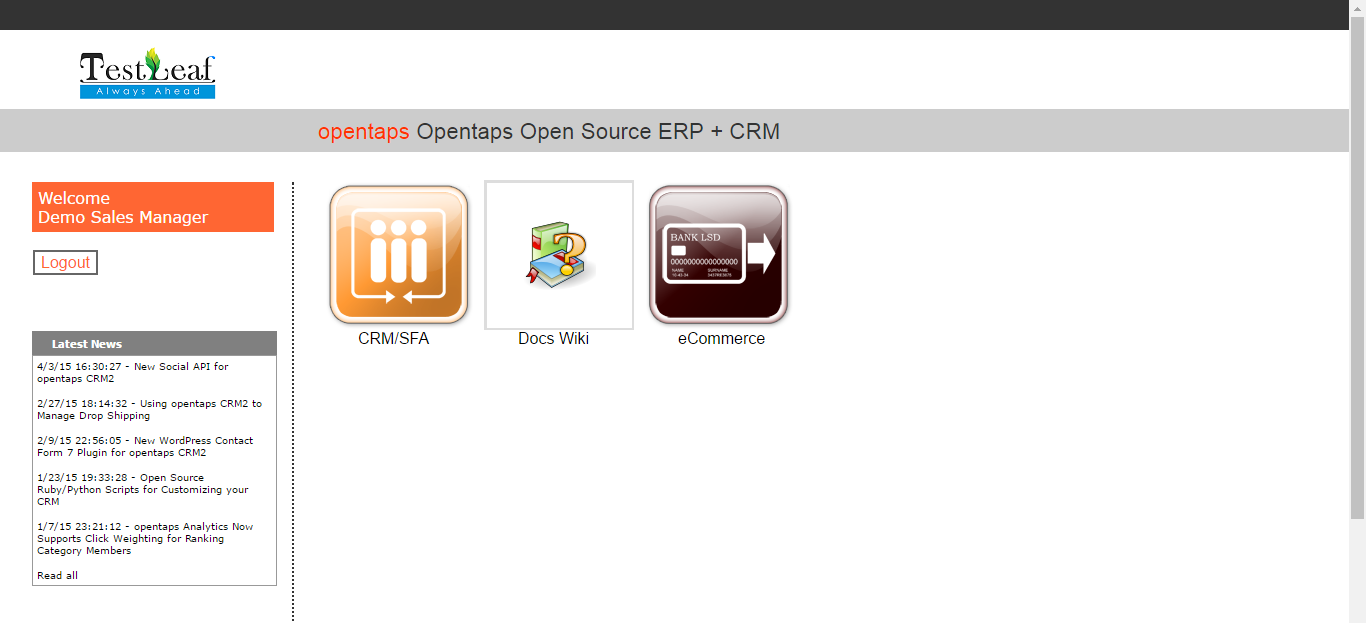 TestLeaf
Always Ahead
opentaps Opentaps Open Source ERP + CRM
Welcome
Demo Sales Manager
Logout
BANK LSD
0000000000000000
NAME SURNAME
CRM/SFA
Docs Wiki
eCommerce
Latest News
4/3/15 16:30:27 - New Social API for
opentaps CRM2
2/27/15 18:14:32 - Using opentaps CRM2 to
Manage Drop Shipping
2/9/15 22:56:05 - New WordPress Contact
Form 7 Plugin for opentaps CRM2
1/23/15 19:33:28 - Open Source
Ruby/Python Scripts for Customizing your
CRM
1/7/15 23:21:12 - opentaps Analytics Now
Supports Click Weighting for Ranking
Category Members
Read all